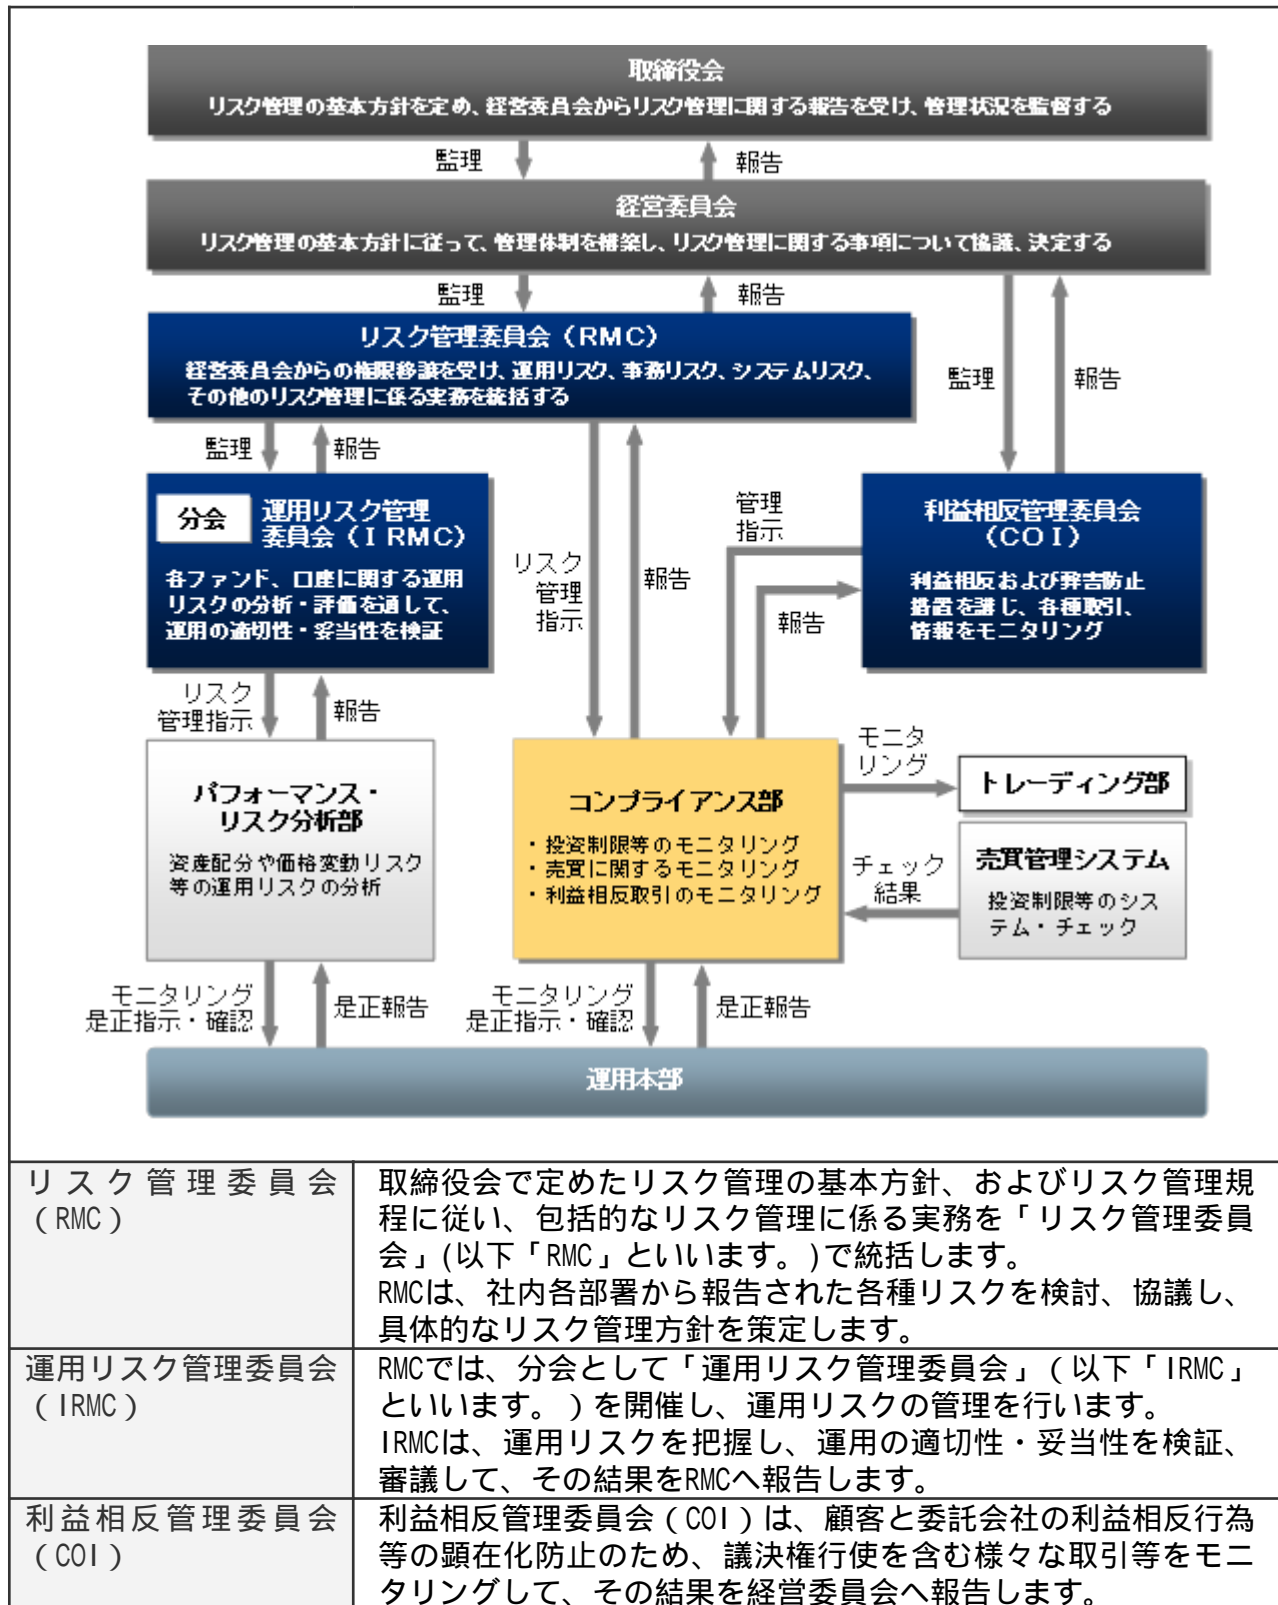 取締役会
リスク管理の基本方針を定め、経営委員会からリスク管理に関する報告を受け、管理状況を監督する
監理
報告
経営委員会
リスク管理の基本方針に従って、管理体制を構築し、リスク管理に関する事項について協議、決定する
監理
報告
リスク管理委員会（RMC）
経営委員会からの権限移譲を受け、運用リスク、事務リスク、システムリスク、
その他のリスク管理に係る実務を統括する
監理
報告
監理
報告
分会
運用リスク管理
委員会（IRMC）
各ファンド、口座に関する運用
リスクの分析・評価を通して、
運用の適切性・妥当性を検証
リスク
管理
指示
報告
管理
指示
報告
利益相反管理委員会
（COI）
利益相反および弊害防止
措置を講じ、各種取引、
情報をモニタリング
リスク
管理指示
報告
パフォーマンス・
リスク分析部
資産配分や価格変動リスク
等の運用リスクの分析
コンプライアンス部
・投資制限等のモニタリング
・売買に関するモニタリング
・利益相反取引のモニタリング
モニタ
リング
トレーディング部
チェック
結果
売買管理システム
投資制限等のシス
テム・チェック
モニタリング
是正指示・確認
是正報告
モニタリング
是正指示・確認
是正報告
運用本部
リスク管理委員会
（RMC）
取締役会で定めたリスク管理の基本方針、およびリスク管理規
程に従い、包括的なリスク管理に係る実務を「リスク管理委員
会」(以下「RMC」といいます。)で統括します。
RMCは、社内各部署から報告された各種リスクを検討、協議し、
具体的なリスク管理方針を策定します。
運用リスク管理委員会
（IRMC）
RMCでは、分会として「運用リスク管理委員会」（以下「IRMC」
といいます。）を開催し、運用リスクの管理を行います。
IRMCは、運用リスクを把握し、運用の適切性・妥当性を検証、
審議して、その結果をRMCへ報告します。
利益相反管理委員会
（COI）
利益相反管理委員会（COI）は、顧客と委託会社の利益相反行為
等の顕在化防止のため、議決権行使を含む様々な取引等をモニ
タリングして、その結果を経営委員会へ報告します。